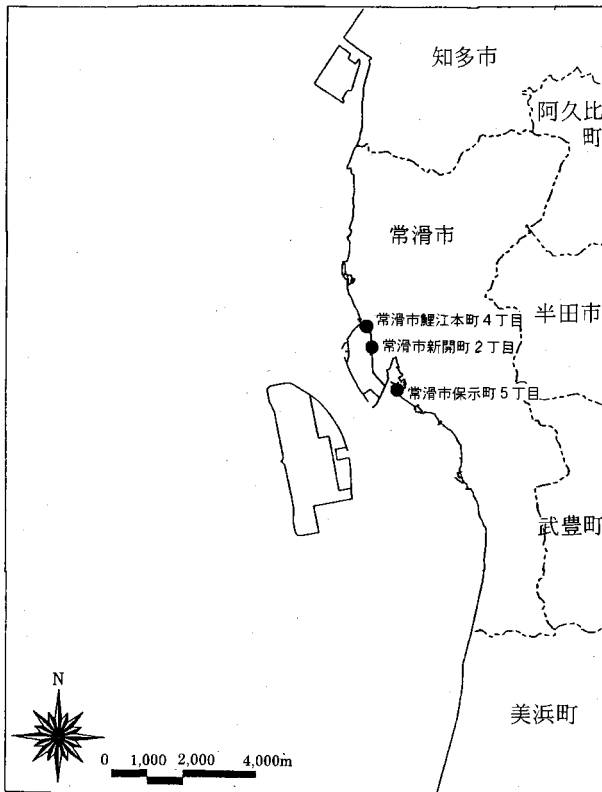 知多市
阿久比
町
常滑市
常滑市鯉江本町4丁目
半田市
常滑市新開町2丁目
常滑市保示町5丁目
武豊町
美浜町
N
0 1,000 2,000 4,000m